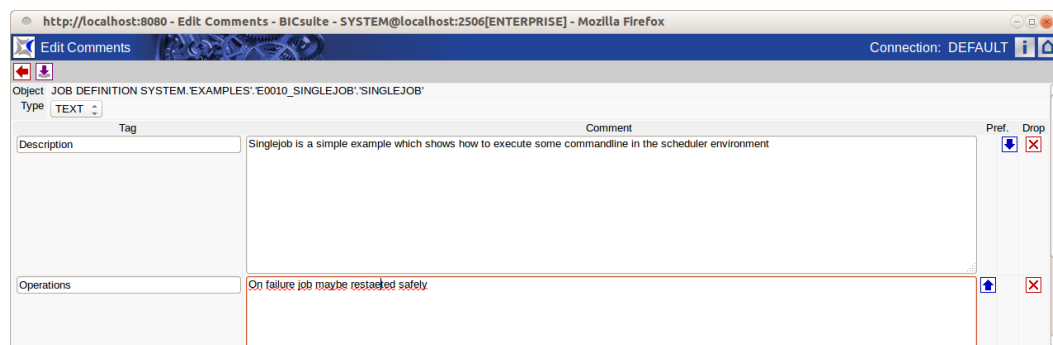 http://localhost:8080 - Edit Comments - BICsuite - SYSTEM@localhost:2506[ENTERPRISE] - Mozilla Firefox
Edit Comments Connection: DEFAULT i
Object JOB DEFINITION SYSTEM.'EXAMPLES'.'E0010_SINGLEJOB'.'SINGLEJOB'
Type TEXT
Tag Comment Pref. Drop
Description Singlejob is a simple example which shows how to execute some commandline in the scheduler environment
Operations On failure job maybe restaeted safely